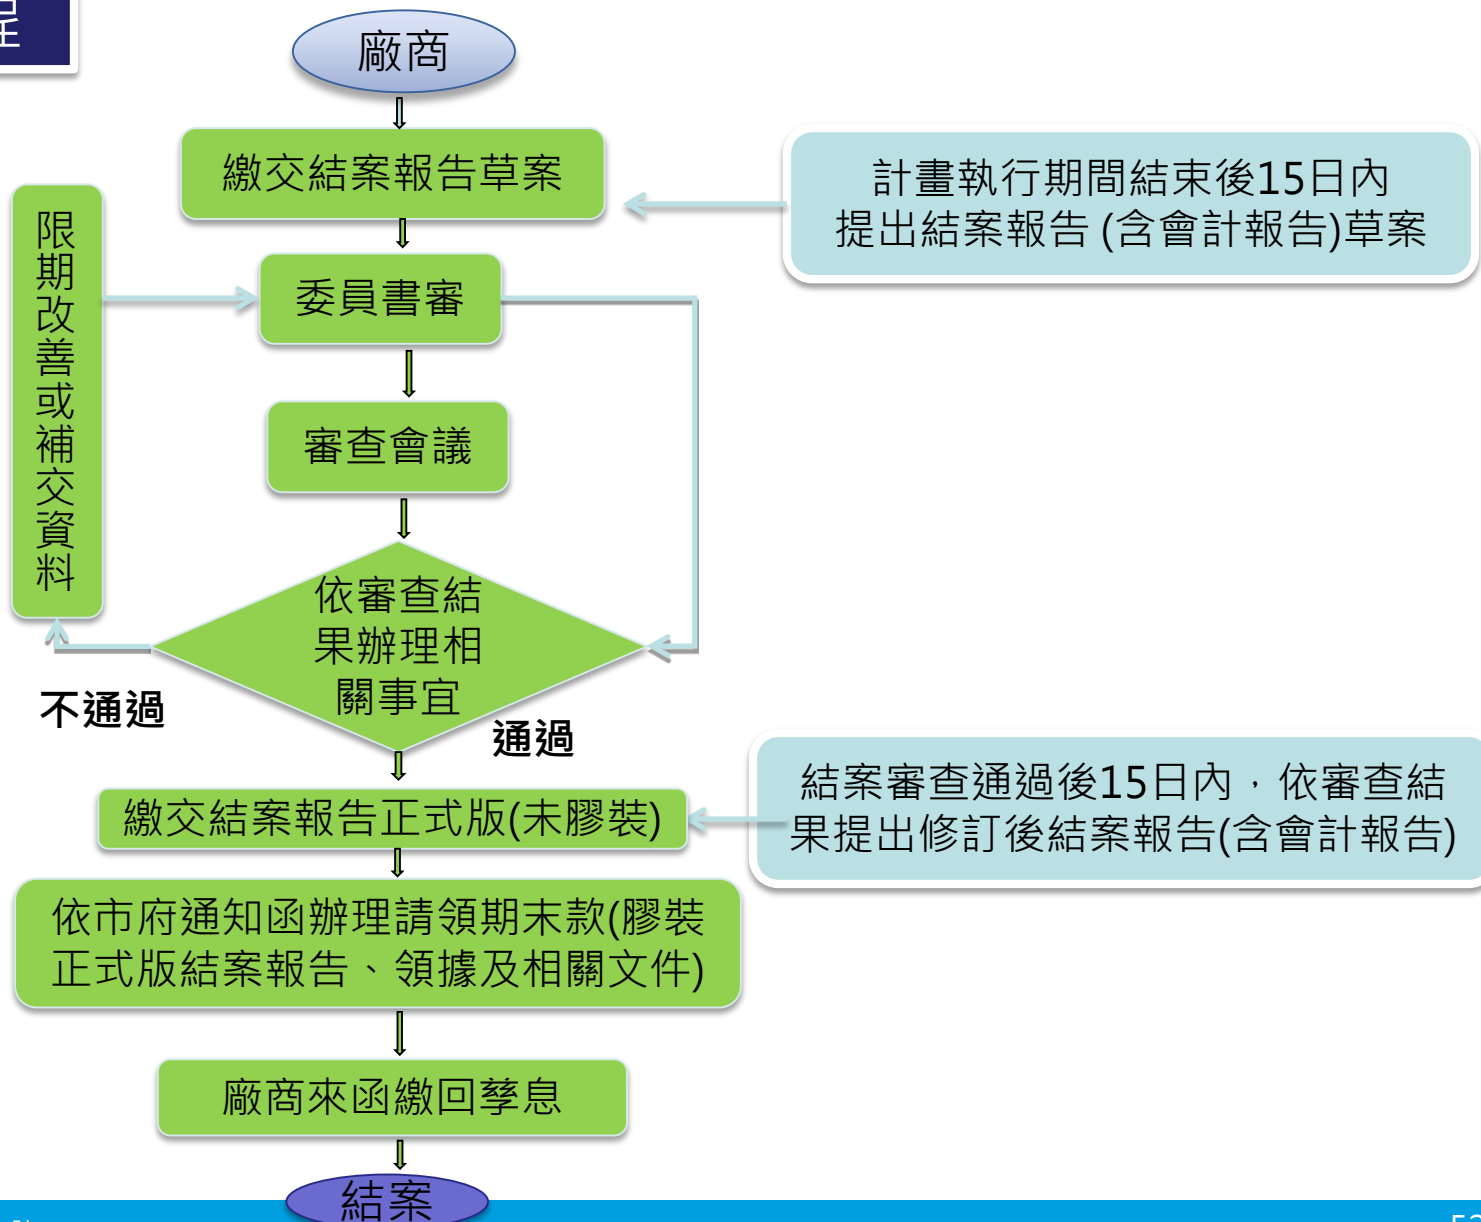 程
廠商
繳交結案報告草案
計畫執行期間結束後15日內
提出結案報告 (含會計報告)草案
限期改善或補交資料
委員書審
審查會議
依審查結
果辦理相
關事宜
不通過
通過
繳交結案報告正式版(未膠裝)
結案審查通過後15日內，依審查結
果提出修訂後結案報告(含會計報告)
依市府通知函辦理請領期末款(膠裝
正式版結案報告、領據及相關文件)
廠商來函繳回孳息
結案